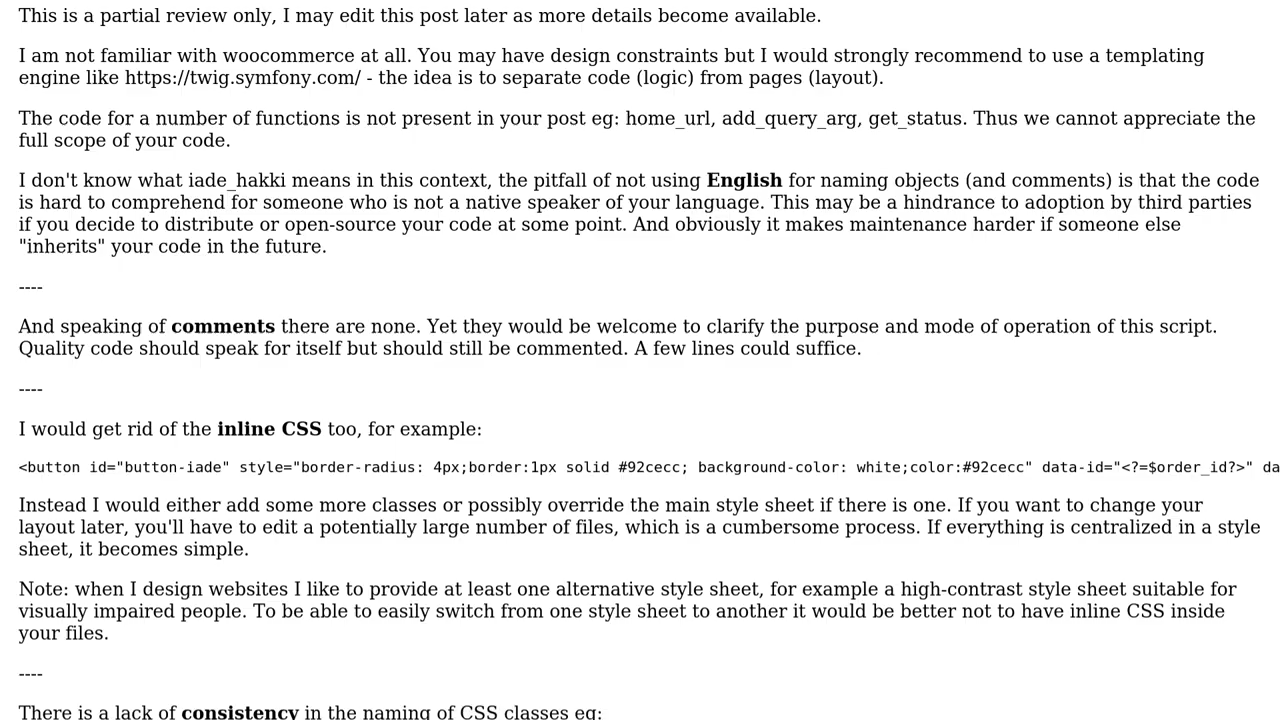 This is a partial review only, I may edit this post later as more details become available.
I am not familiar with woocommerce at all. You may have design constraints but I would strongly recommend to use a templating
engine like https://twig.symfony.com/ - the idea is to separate code (logic) from pages (layout).
The code for a number of functions is not present in your post eg: home_url, add_query_arg, get_status. Thus we cannot appreciate the
full scope of your code.
I don't know what iade_hakki means in this context, the pitfall of not using English for naming objects (and comments) is that the code
is hard to comprehend for someone who is not a native speaker of your language. This may be a hindrance to adoption by third parties
if you decide to distribute or open-source your code at some point. And obviously it makes maintenance harder if someone else
"inherits" your code in the future.
----
And speaking of comments there are none. Yet they would be welcome to clarify the purpose and mode of operation of this script.
Quality code should speak for itself but should still be commented. A few lines could suffice.
----
I would get rid of the inline CSS too, for example:
<button id="button-iade" style="border-radius: 4px;border:1px solid #92cecc; background-color: white;color:#92cecc" data-id="<?=$order_id?>" da
Instead I would either add some more classes or possibly override the main style sheet if there is one. If you want to change your
layout later, you'll have to edit a potentially large number of files, which is a cumbersome process. If everything is centralized in a style
sheet, it becomes simple.
Note: when I design websites I like to provide at least one alternative style sheet, for example a high-contrast style sheet suitable for
visually impaired people. To be able to easily switch from one style sheet to another it would be better not to have inline CSS inside
your files.
----
There is a lack of consistency in the naming of CSS classes eg: